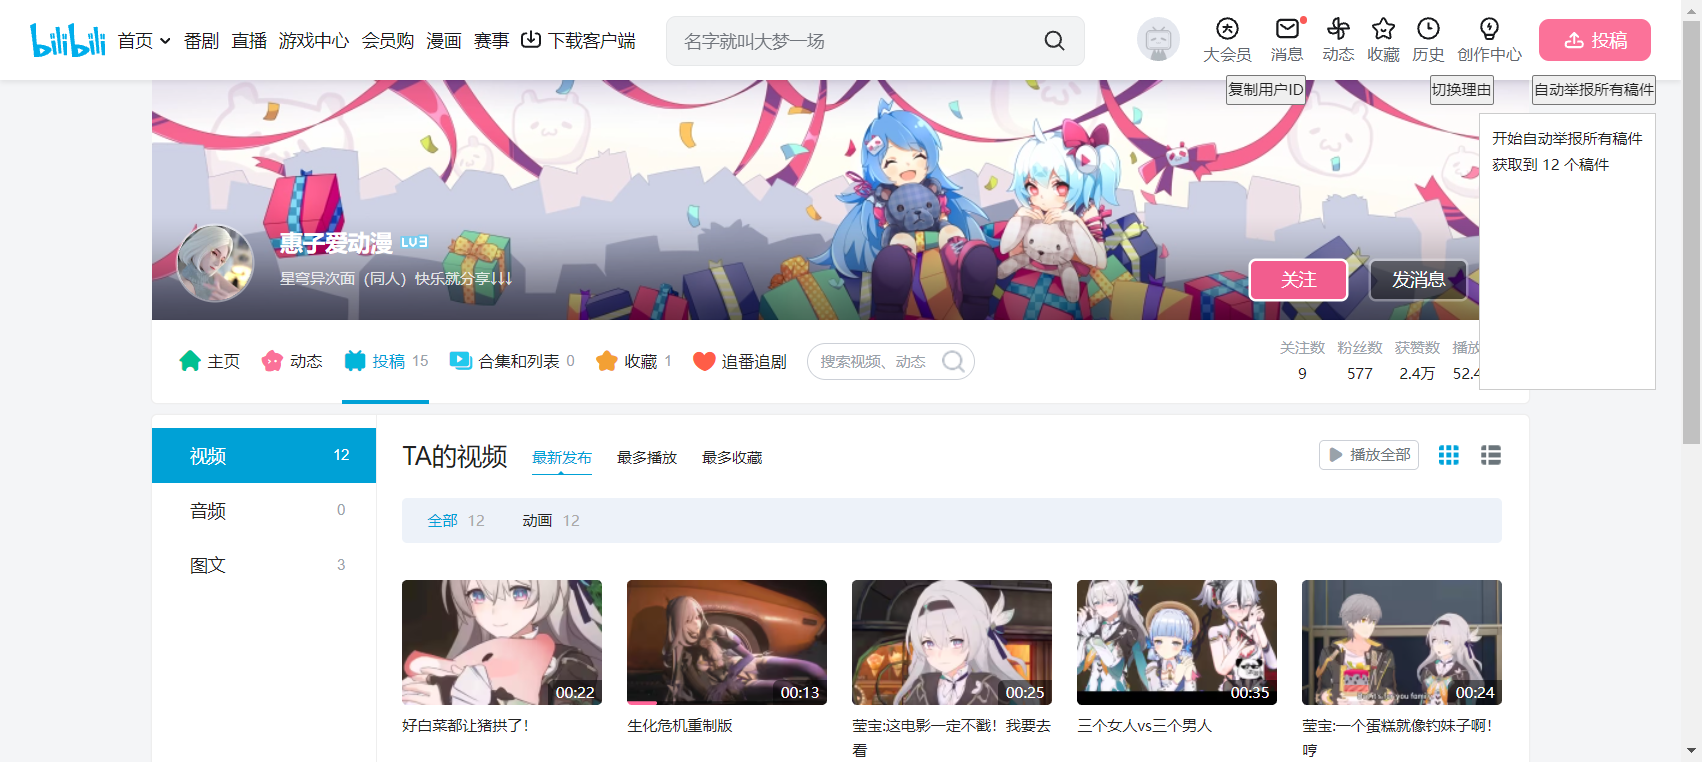 bilibili 首页 番剧 直播 游戏中心 会员购 漫画 赛事 下载客户端
名字就叫大梦一场
大会员 消息 动态 收藏 历史 创作中心 投稿
复制用户ID 切换理由 自动举报所有稿件
开始自动举报所有稿件
获取到 12 个稿件
惠子爱动漫 LV3
星穹异次面（同人）快乐就分享↓↓↓
关注 发消息
主页 动态 投稿 15 合集和列表 0 收藏 1 追番追剧 搜索视频、动态
关注数 粉丝数 获赞数 播放
9 577 2.4万 52.4
视频 12
音频 0
图文 3
TA的视频 最新发布 最多播放 最多收藏 播放全部
全部 12 动画 12
00:22 00:13 00:25 00:35 00:24
好白菜都让猪拱了！
生化危机重制版
莹宝:这电影一定不戳！我要去
看
三个女人vs三个男人
莹宝:一个蛋糕就像钓妹子啊！
哼